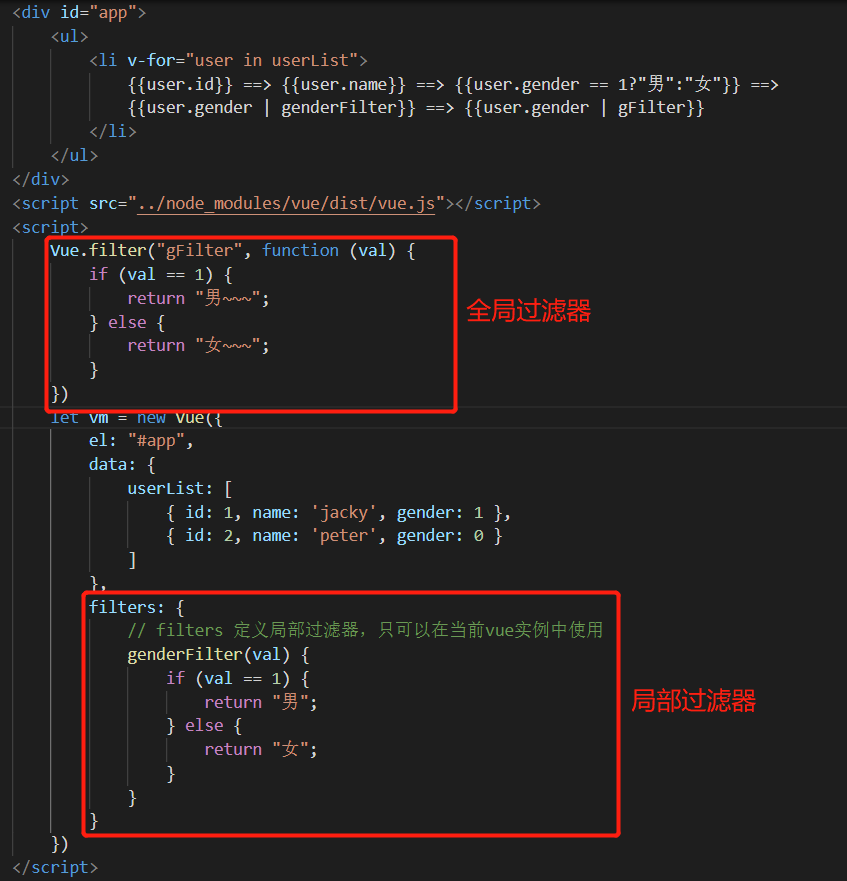 <div id="app">
<ul>
<li v-for="user in userList">
{{user.id}} ==> {{user.name}} ==> {{user.gender == 1?"男":"女"}} ==>
{{user.gender | genderFilter}} ==> {{user.gender | gFilter}}
</li>
</ul>
</div>
<script src="../node_modules/vue/dist/vue.js"></script>
<script>
Vue.filter("gFilter", function (val) {
if (val == 1) {
return "男~~~";
} else {
return "女~~~";
}
})
全局过滤器
let vm = new Vue({
el: "#app",
data: {
userList: [
{ id: 1, name: 'jacky', gender: 1 },
{ id: 2, name: 'peter', gender: 0 }
]
},
filters: {
// filters 定义局部过滤器，只可以在当前vue实例中使用
genderFilter(val) {
if (val == 1) {
return "男";
} else {
return "女";
}
}
}
局部过滤器
})
</script>